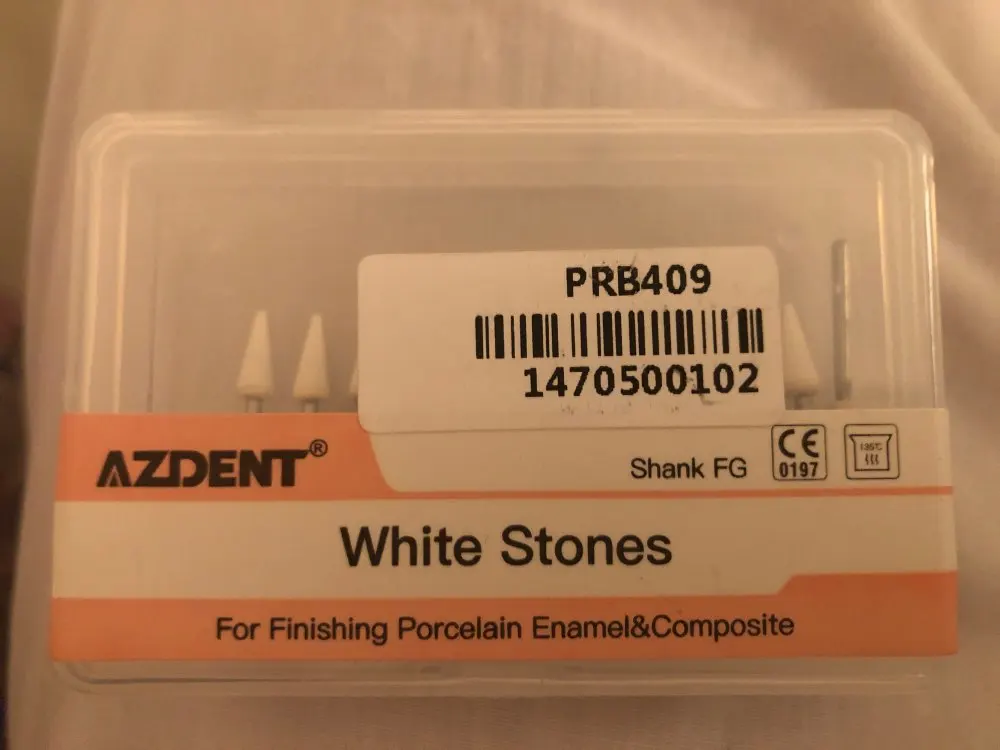 PRB409
1470500102
AZDENT®
Shank FG
CE
0197
135°C
White Stones
For Finishing Porcelain Enamel&Composite